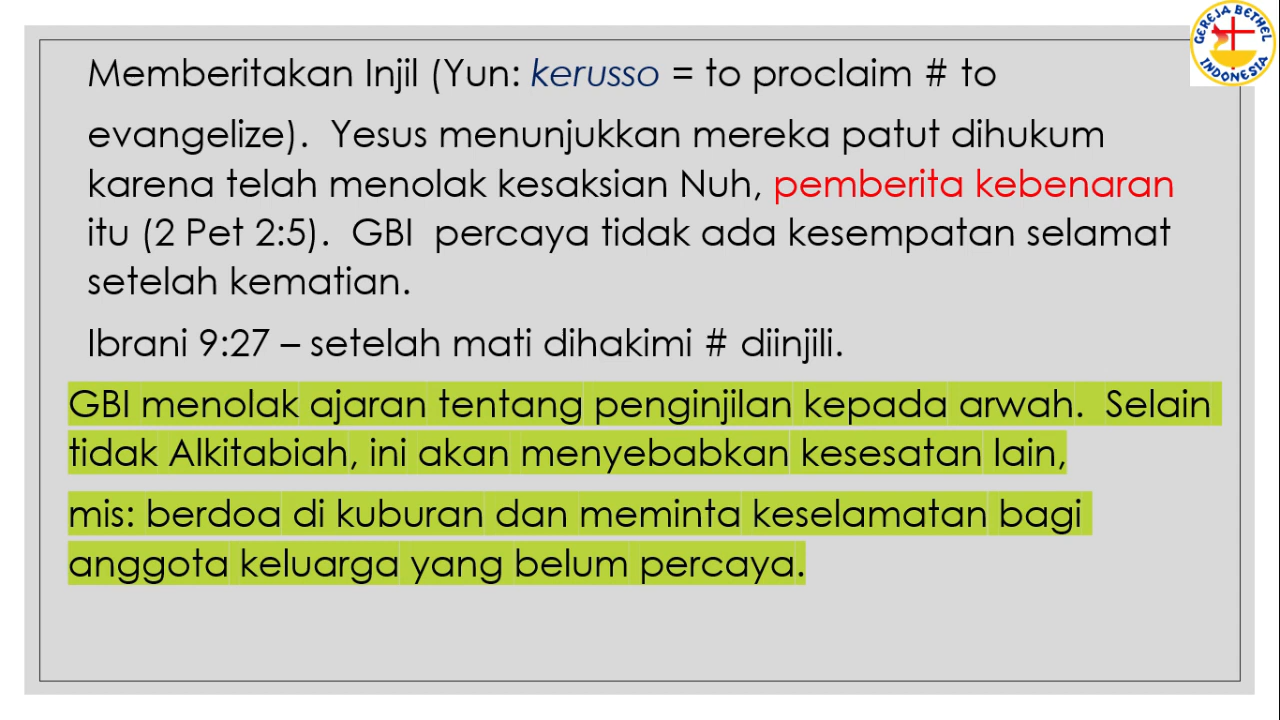 GEREJA BETHEL
INDONESIA
Memberitakan Injil (Yun: kerusso = to proclaim # to
evangelize).  Yesus menunjukkan mereka patut dihukum
karena telah menolak kesaksian Nuh, pemberita kebenaran
itu (2 Pet 2:5).  GBI  percaya tidak ada kesempatan selamat
setelah kematian.
Ibrani 9:27 – setelah mati dihakimi # diinjili.
GBI menolak ajaran tentang penginjilan kepada arwah.  Selain
tidak Alkitabiah, ini akan menyebabkan kesesatan lain,
mis: berdoa di kuburan dan meminta keselamatan bagi
anggota keluarga yang belum percaya.